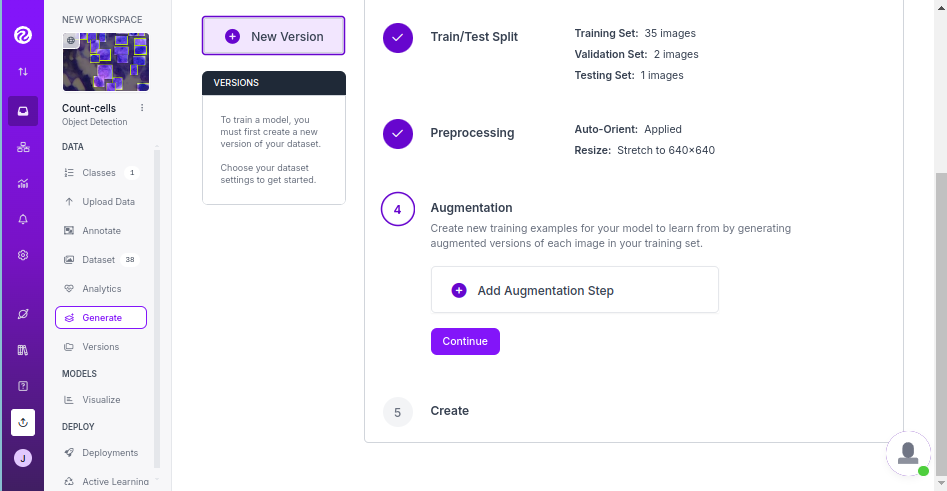 NEW WORKSPACE
Count-cells
Object Detection
DATA
Classes 1
Upload Data
Annotate
Dataset 38
Analytics
Generate
Versions
MODELS
Visualize
DEPLOY
Deployments
Active Learning
J
New Version
VERSIONS
To train a model, you
must first create a new
version of your dataset.
Choose your dataset
settings to get started.
Train/Test Split
Training Set: 35 images
Validation Set: 2 images
Testing Set: 1 images
Preprocessing
Auto-Orient: Applied
Resize: Stretch to 640×640
4
Augmentation
Create new training examples for your model to learn from by generating
augmented versions of each image in your training set.
Add Augmentation Step
Continue
5
Create